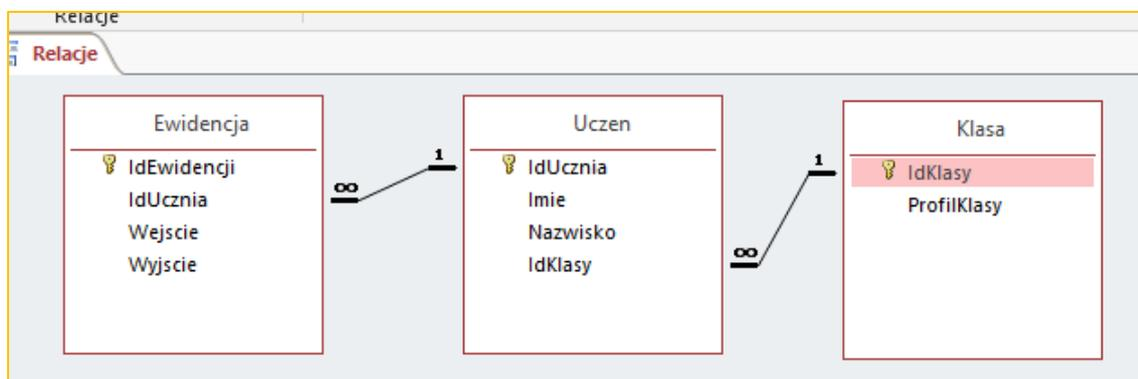 Relacje
Relacje
Ewidencja
IdEwidencji
IdUcznia
Wejscie
Wyjscie
∞
1
Uczen
IdUcznia
Imie
Nazwisko
IdKlasy
∞
1
Klasa
IdKlasy
ProfilKlasy